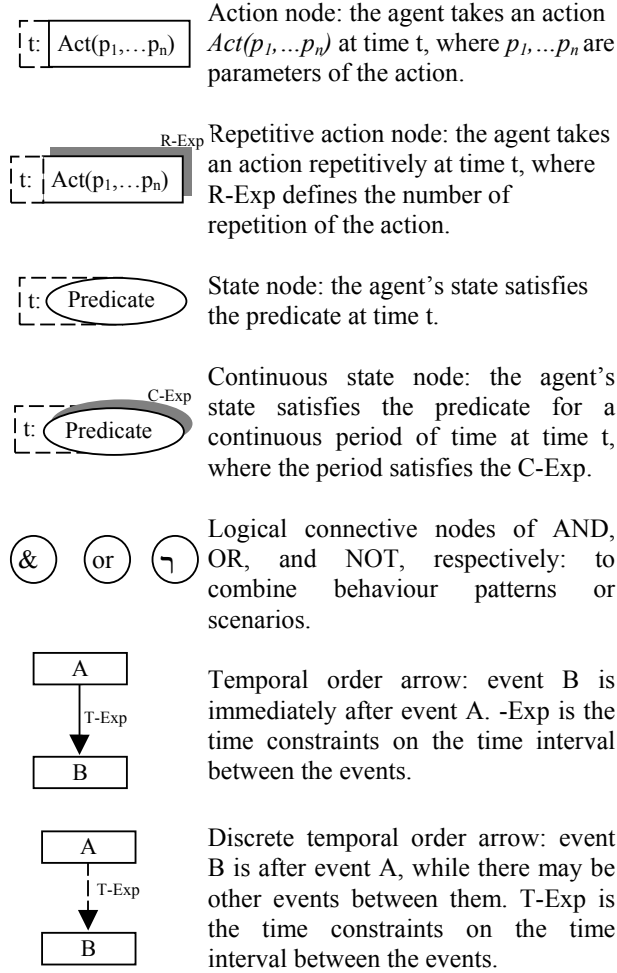 t: Act(p1,…pn)
Action node: the agent takes an action
Act(p1,…pn) at time t, where p1,…pn are
parameters of the action.
R-Exp
t: Act(p1,…pn)
Repetitive action node: the agent takes
an action repetitively at time t, where
R-Exp defines the number of
repetition of the action.
t: Predicate
State node: the agent's state satisfies
the predicate at time t.
C-Exp
t: Predicate
Continuous state node: the agent's
state satisfies the predicate for a
continuous period of time at time t,
where the period satisfies the C-Exp.
& or ┐
Logical connective nodes of AND,
OR, and NOT, respectively: to
combine behaviour patterns or
scenarios.
A
T-Exp
B
Temporal order arrow: event B is
immediately after event A. -Exp is the
time constraints on the time interval
between the events.
A
T-Exp
B
Discrete temporal order arrow: event
B is after event A, while there may be
other events between them. T-Exp is
the time constraints on the time
interval between the events.